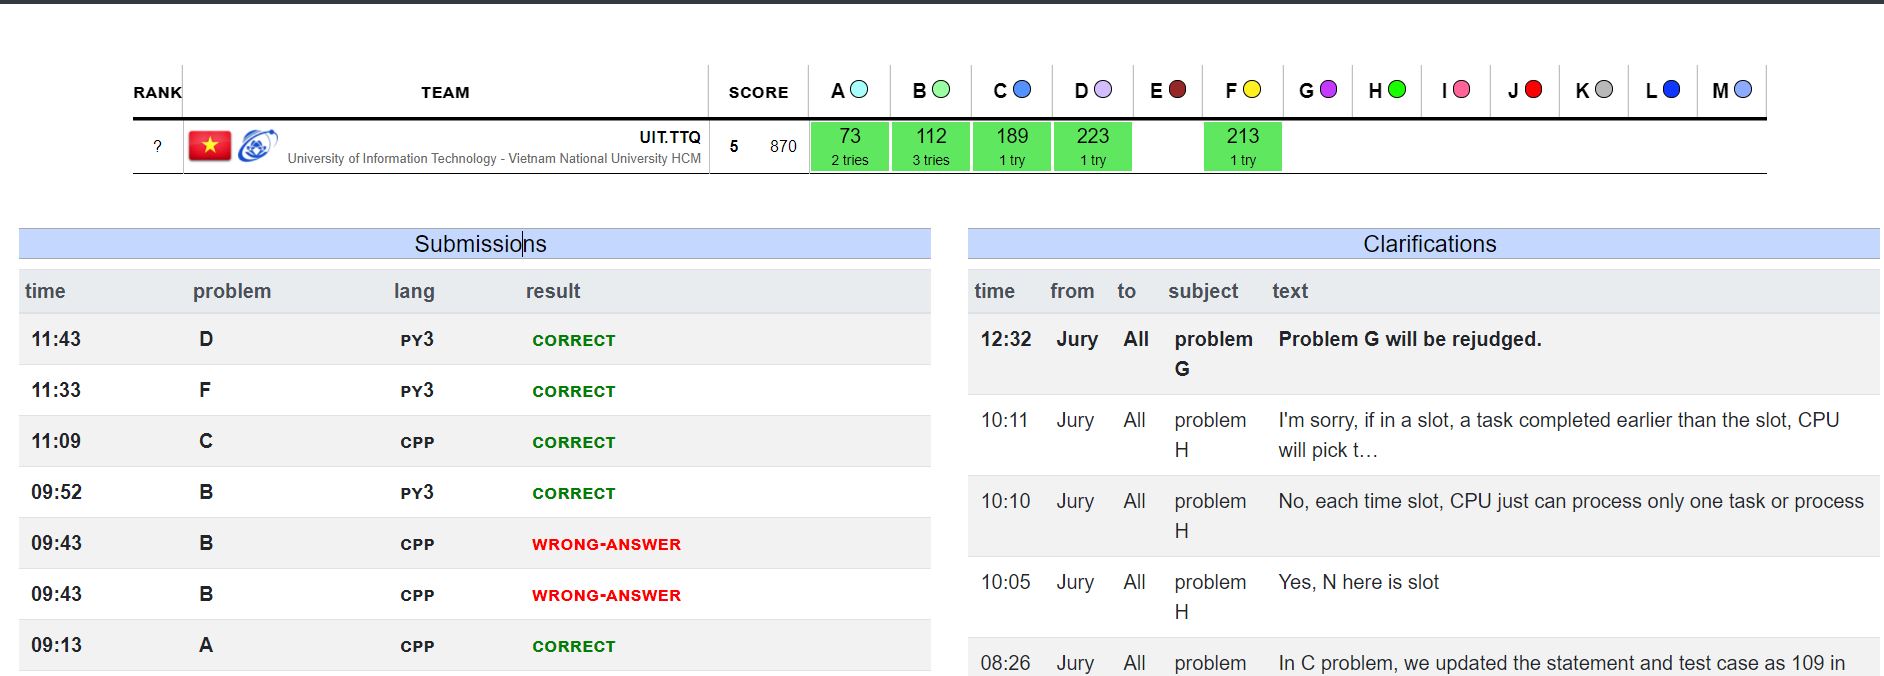 RANK TEAM SCORE A B C D E F G H I J K L M
? UIT.TTQ 5 870 73 112 189 223 213
University of Information Technology - Vietnam National University HCM 2 tries 3 tries 1 try 1 try 1 try
Submissions
time problem lang result
11:43 D PY3 CORRECT
11:33 F PY3 CORRECT
11:09 C CPP CORRECT
09:52 B PY3 CORRECT
09:43 B CPP WRONG-ANSWER
09:43 B CPP WRONG-ANSWER
09:13 A CPP CORRECT
Clarifications
time from to subject text
12:32 Jury All problem Problem G will be rejudged.
G
10:11 Jury All problem I'm sorry, if in a slot, a task completed earlier than the slot, CPU
H will pick t…
10:10 Jury All problem No, each time slot, CPU just can process only one task or process
H
10:05 Jury All problem Yes, N here is slot
H
08:26 Jury All problem In C problem, we updated the statement and test case as 109 in